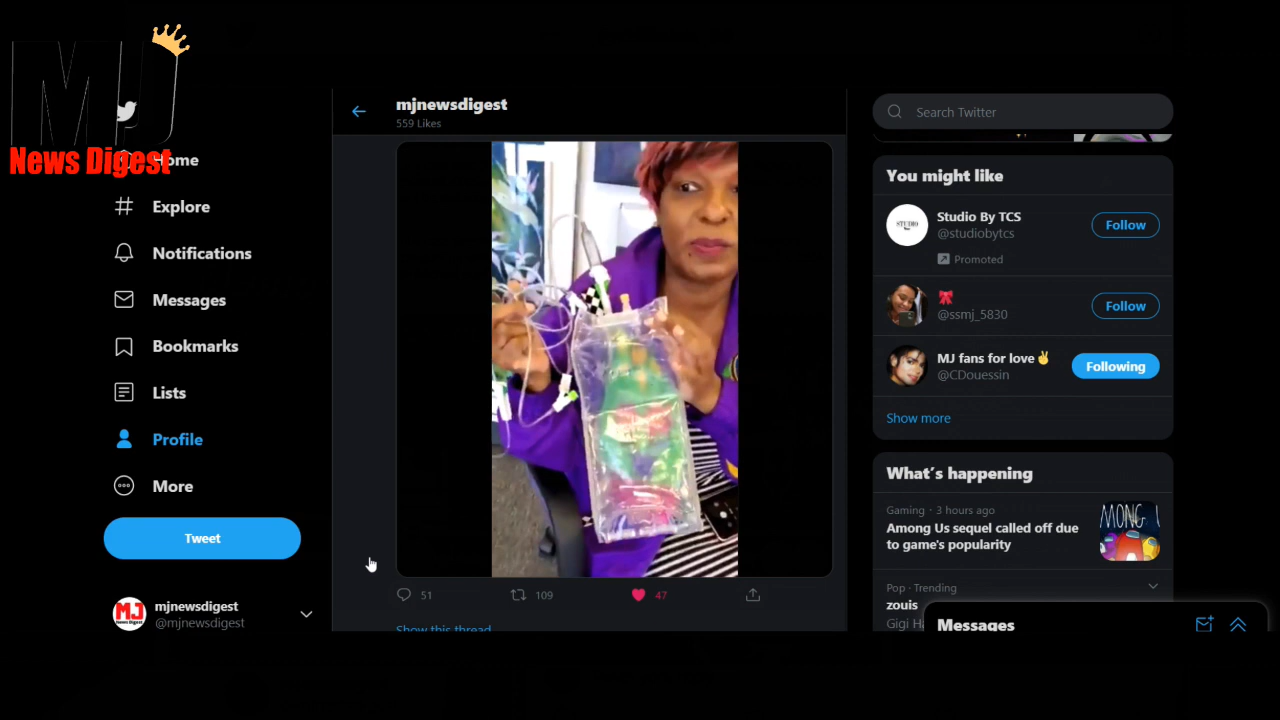 MJ
News Digest
Home
Explore
Notifications
Messages
Bookmarks
Lists
Profile
More
Tweet
mjnewsdigest
@mjnewsdigest
mjnewsdigest
559 Likes
51
109
47
Show this thread
Search Twitter
You might like
STUDIO
Studio By TCS
@studiobytcs
Promoted
Follow
@ssmj_5830
Follow
MJ fans for love✌
@CDouessin
Following
Show more
What's happening
Gaming · 3 hours ago
Among Us sequel called off due
to game's popularity
Pop · Trending
zouis
Gigi Ha
Messages